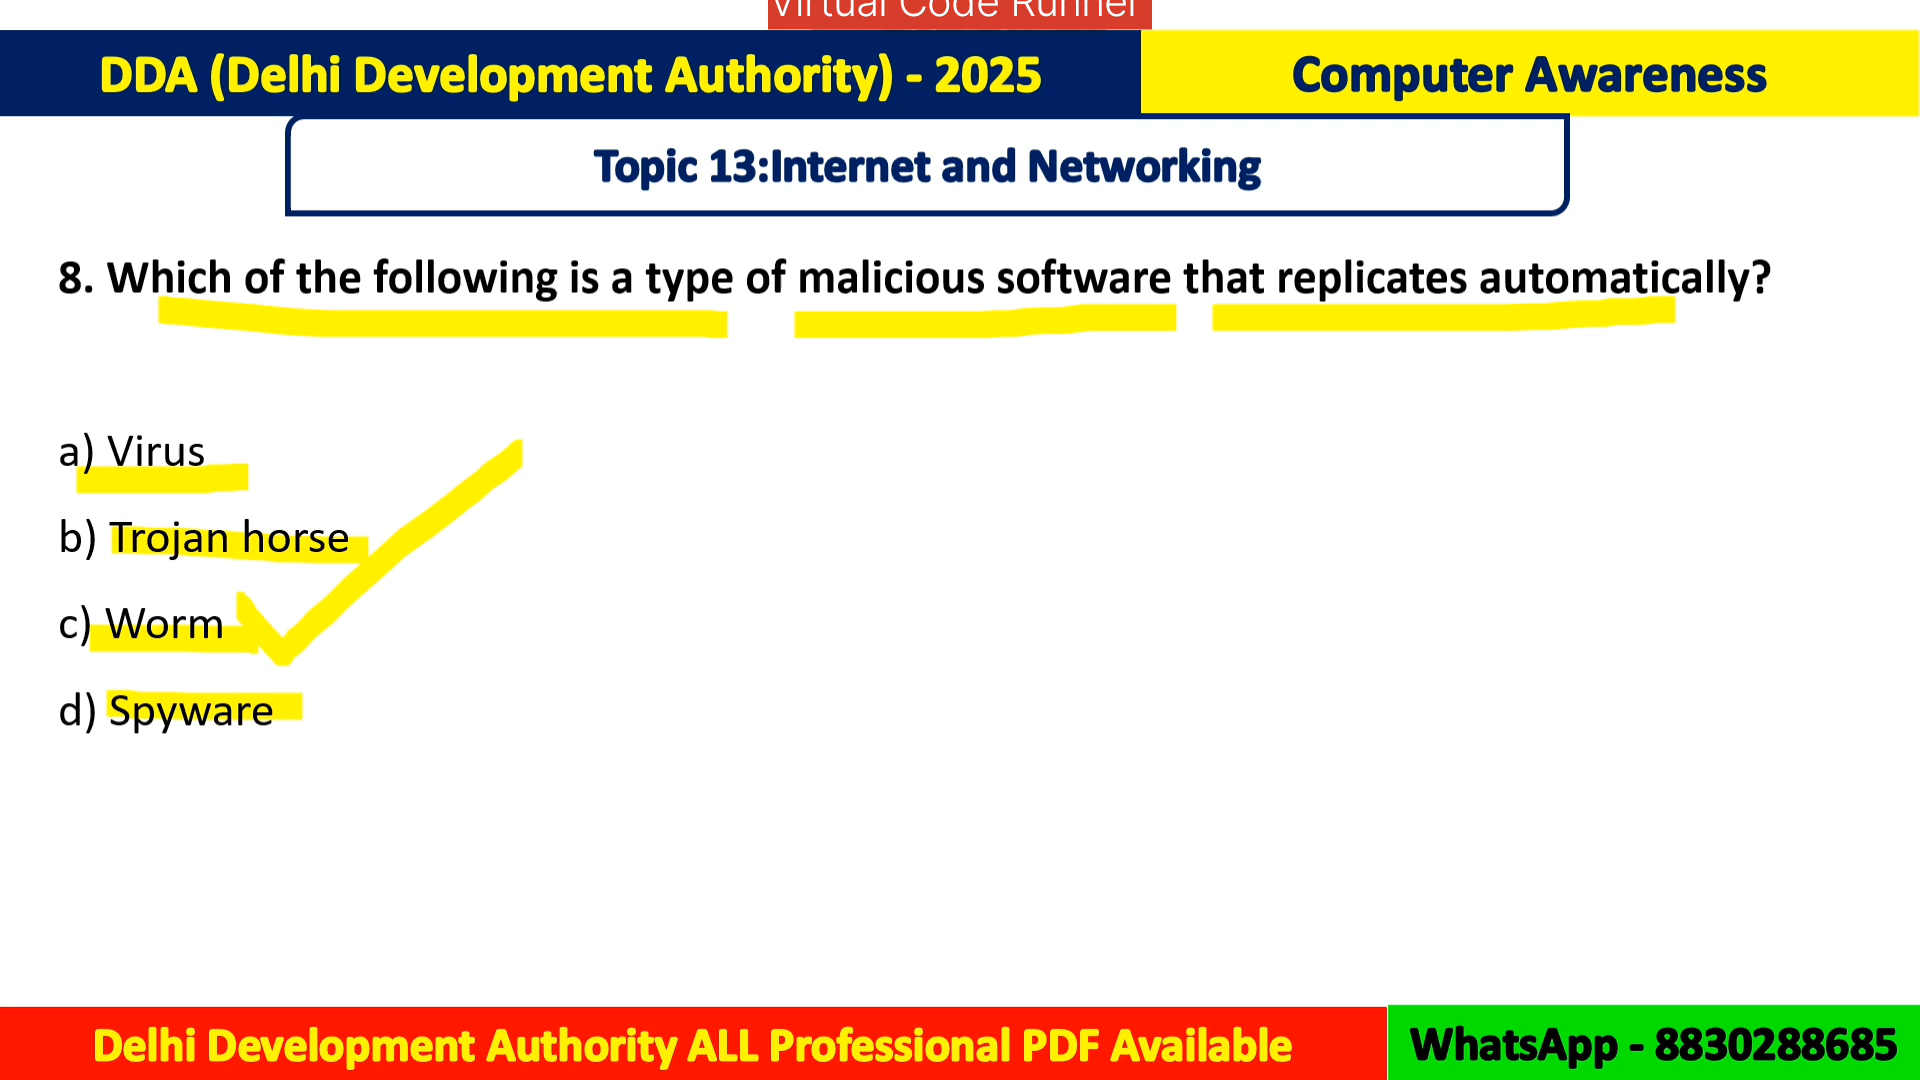 Virtual Code Runner
DDA (Delhi Development Authority) - 2025
Computer Awareness
Topic 13:Internet and Networking
8. Which of the following is a type of malicious software that replicates automatically?
a) Virus
b) Trojan horse
c) Worm
d) Spyware
Delhi Development Authority ALL Professional PDF Available
WhatsApp - 8830288685